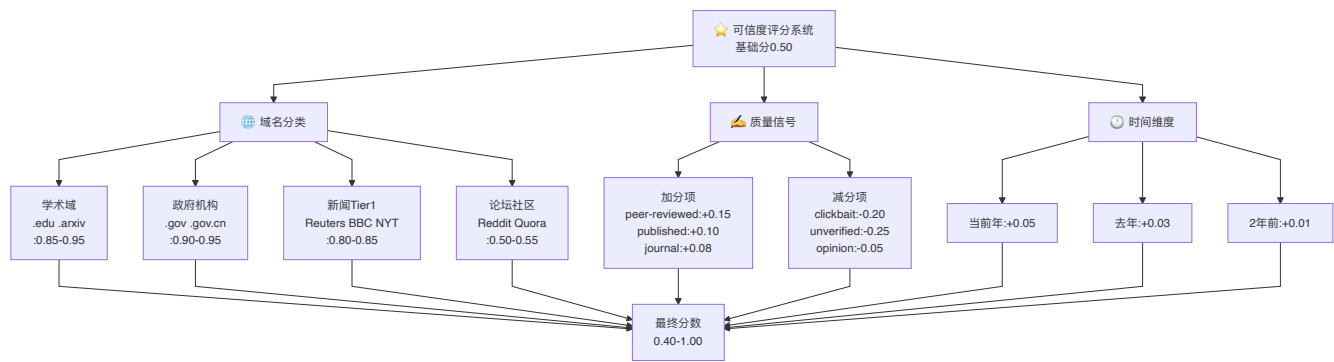 ⭐ 可信度评分系统
基础分0.50
🌐 域名分类
✍️ 质量信号
🕐 时间维度
学术域
.edu .arxiv
:0.85-0.95
政府机构
.gov .gov.cn
:0.90-0.95
新闻Tier1
Reuters BBC NYT
:0.80-0.85
论坛社区
Reddit Quora
:0.50-0.55
加分项
peer-reviewed:+0.15
published:+0.10
journal:+0.08
减分项
clickbait:-0.20
unverified:-0.25
opinion:-0.05
当前年:+0.05
去年:+0.03
2年前:+0.01
最终分数
0.40-1.00